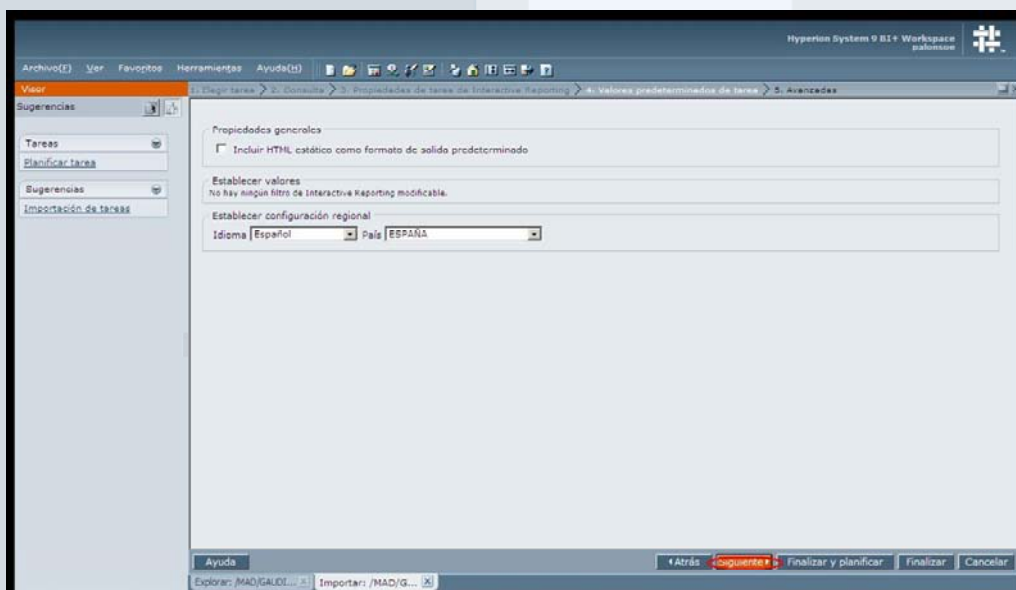 Hyperion System 9 BI+ Workspace
palonsoe
Archivo(F) Ver Favoritos Herramientas Ayuda(H)
Visor
1. Elegir tarea 2. Consulta 3. Propiedades de tarea de Interactive Reporting 4. Valores predeterminados de tarea 5. Avanzadas
Sugerencias
Tareas
Planificar tarea
Sugerencias
Importación de tareas
Propiedades generales
Incluir HTML estático como formato de salida predeterminado
Establecer valores
No hay ningún filtro de Interactive Reporting modificable.
Establecer configuración regional
Idioma Español País ESPAÑA
Ayuda Atrás Siguiente Finalizar y planificar Finalizar Cancelar
Explorar: /MAD/GAUDI... Importar: /MAD/G...